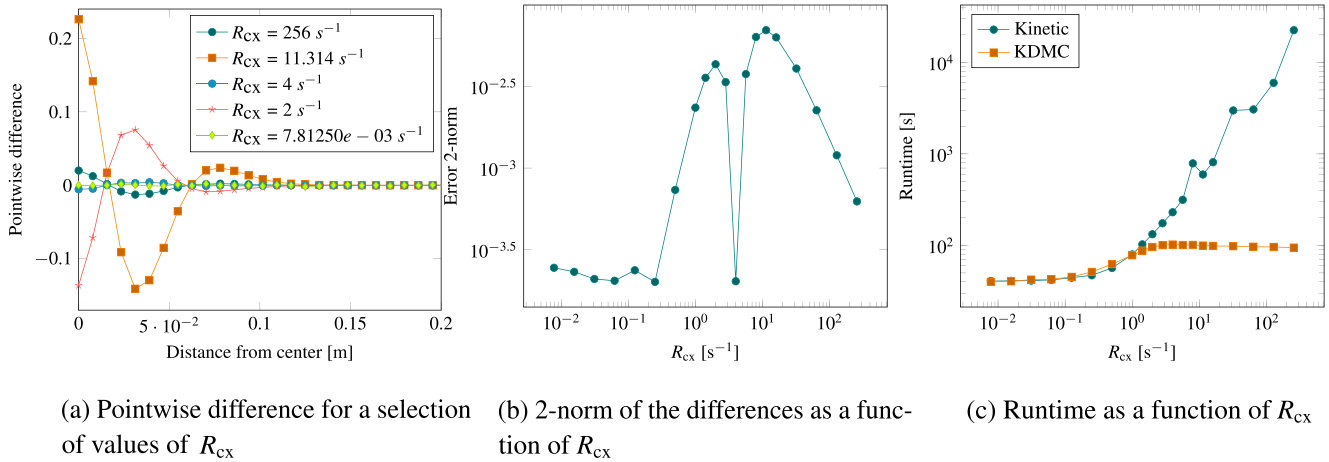 0.2
0.1
0
−0.1
Pointwise difference
R_cx = 256 s^−1
R_cx = 11.314 s^−1
R_cx = 4 s^−1
R_cx = 2 s^−1
R_cx = 7.81250e − 03 s^−1
0
5 · 10^−2
0.1
0.15
0.2
Distance from center [m]
(a) Pointwise difference for a selection
of values of R_cx
Error 2-norm
10^−2.5
10^−3
10^−3.5
10^−2
10^−1
10^0
10^1
10^2
R_cx [s^−1]
(b) 2-norm of the differences as a func-
tion of R_cx
Runtime [s]
10^4
10^3
10^2
Kinetic
KDMC
10^−2
10^−1
10^0
10^1
10^2
R_cx [s^−1]
(c) Runtime as a function of R_cx